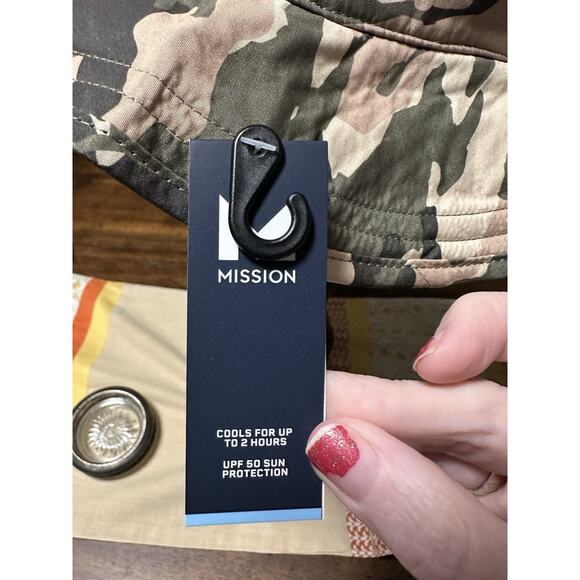 MISSION
COOLS FOR UP
TO 2 HOURS
UPF 50 SUN
PROTECTION